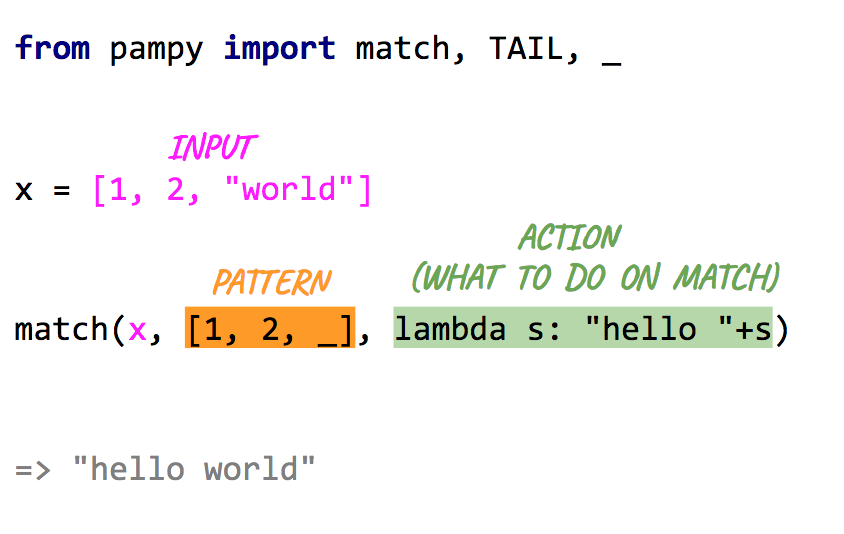 from pampy import match, TAIL, _
INPUT
x = [1, 2, "world"]
ACTION
(WHAT TO DO ON MATCH)
PATTERN
match(x, [1, 2, _], lambda s: "hello "+s)
=> "hello world"